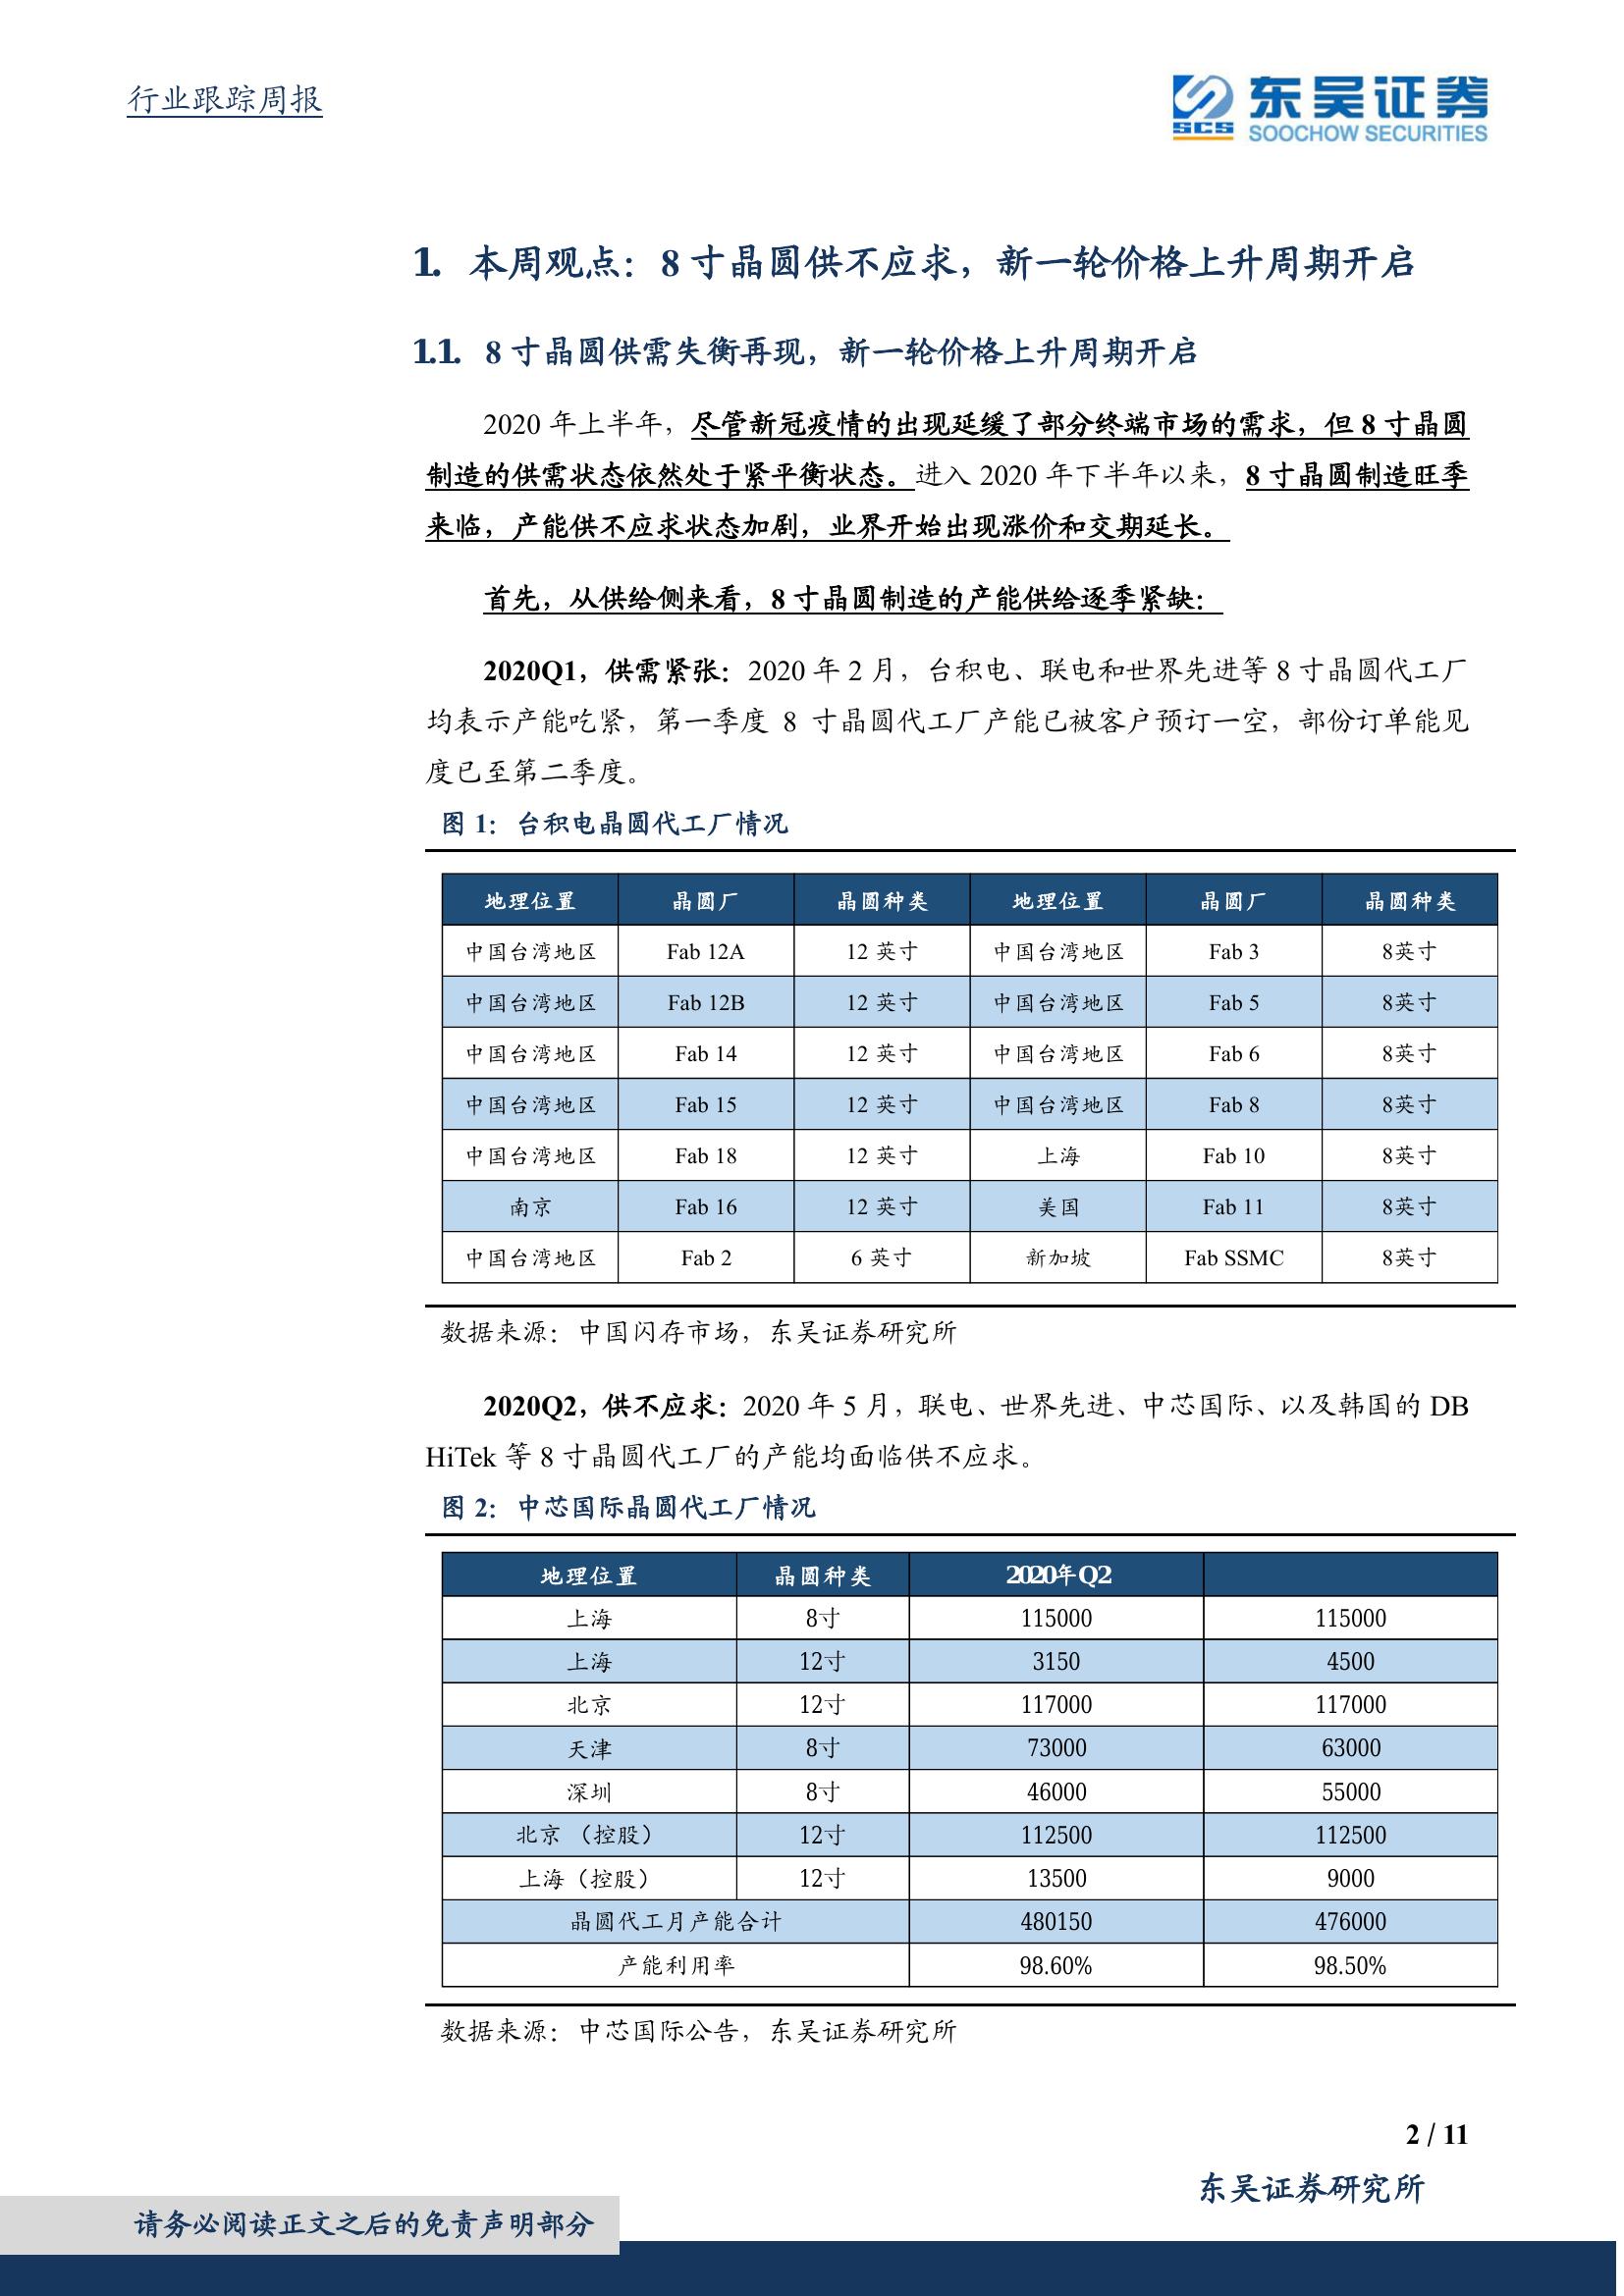 行业跟踪周报
东吴证券
SCS
SOOCHOW SECURITIES
1. 本周观点：8 寸晶圆供不应求，新一轮价格上升周期开启
1.1. 8 寸晶圆供需失衡再现，新一轮价格上升周期开启
2020 年上半年，尽管新冠疫情的出现延缓了部分终端市场的需求，但 8 寸晶圆
制造的供需状态依然处于紧平衡状态。进入 2020 年下半年以来，8 寸晶圆制造旺季
来临，产能供不应求状态加剧，业界开始出现涨价和交期延长。
首先，从供给侧来看，8 寸晶圆制造的产能供给逐季紧缺：
2020Q1，供需紧张：2020 年 2 月，台积电、联电和世界先进等 8 寸晶圆代工厂
均表示产能吃紧，第一季度 8 寸晶圆代工厂产能已被客户预订一空，部份订单能见
度已至第二季度。
图 1：台积电晶圆代工厂情况
地理位置 晶圆厂 晶圆种类 地理位置 晶圆厂 晶圆种类
中国台湾地区 Fab 12A 12 英寸 中国台湾地区 Fab 3 8英寸
中国台湾地区 Fab 12B 12 英寸 中国台湾地区 Fab 5 8英寸
中国台湾地区 Fab 14 12 英寸 中国台湾地区 Fab 6 8英寸
中国台湾地区 Fab 15 12 英寸 中国台湾地区 Fab 8 8英寸
中国台湾地区 Fab 18 12 英寸 上海 Fab 10 8英寸
南京 Fab 16 12 英寸 美国 Fab 11 8英寸
中国台湾地区 Fab 2 6 英寸 新加坡 Fab SSMC 8英寸
数据来源：中国闪存市场，东吴证券研究所
2020Q2，供不应求：2020 年 5 月，联电、世界先进、中芯国际、以及韩国的 DB
HiTek 等 8 寸晶圆代工厂的产能均面临供不应求。
图 2：中芯国际晶圆代工厂情况
地理位置 晶圆种类 2020年Q2
上海 8寸 115000 115000
上海 12寸 3150 4500
北京 12寸 117000 117000
天津 8寸 73000 63000
深圳 8寸 46000 55000
北京 （控股） 12寸 112500 112500
上海（控股） 12寸 13500 9000
晶圆代工月产能合计 480150 476000
产能利用率 98.60% 98.50%
数据来源：中芯国际公告，东吴证券研究所
2 / 11
东吴证券研究所
请务必阅读正文之后的免责声明部分